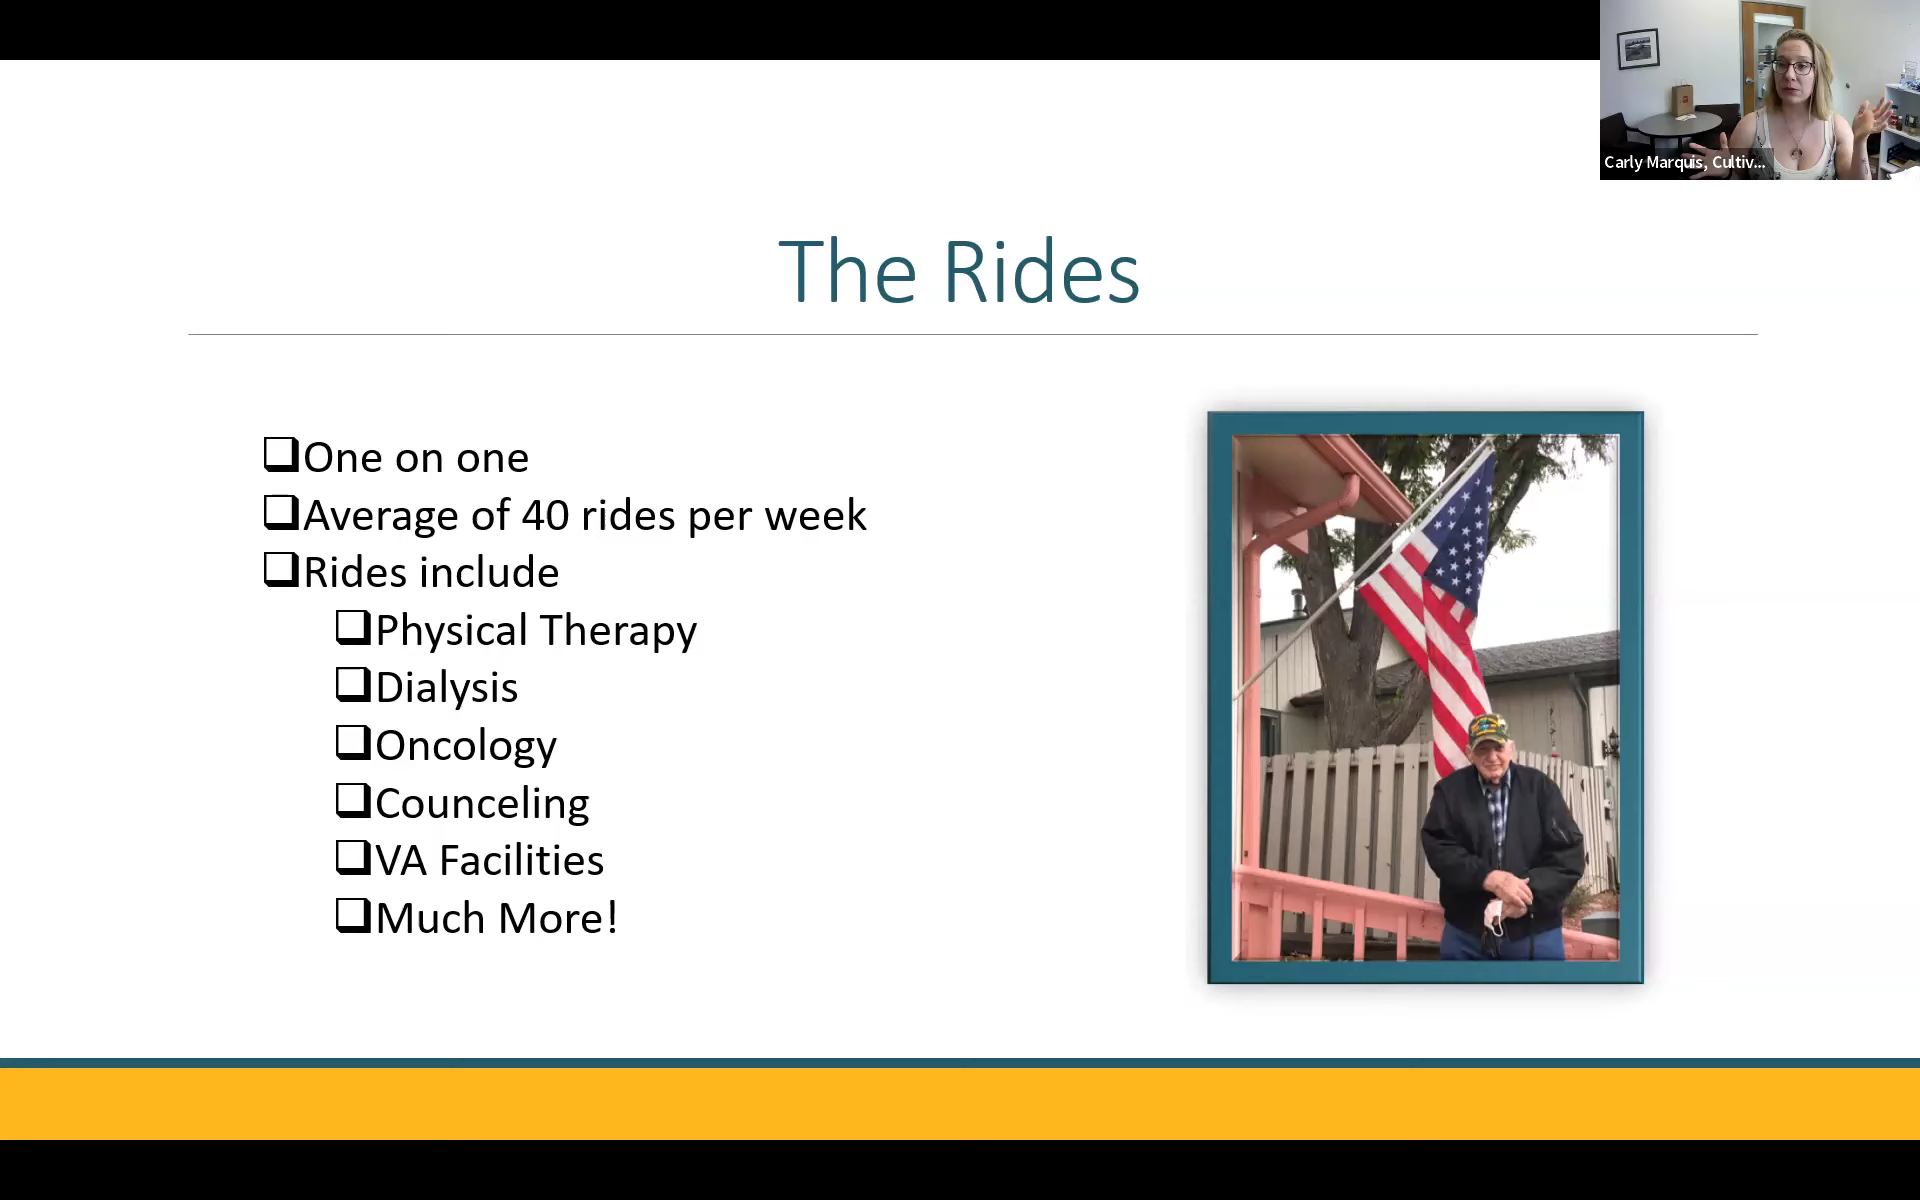 Carly Marquis, Cultiv...
The Rides
One on one
Average of 40 rides per week
Rides include
Physical Therapy
Dialysis
Oncology
Counceling
VA Facilities
Much More!